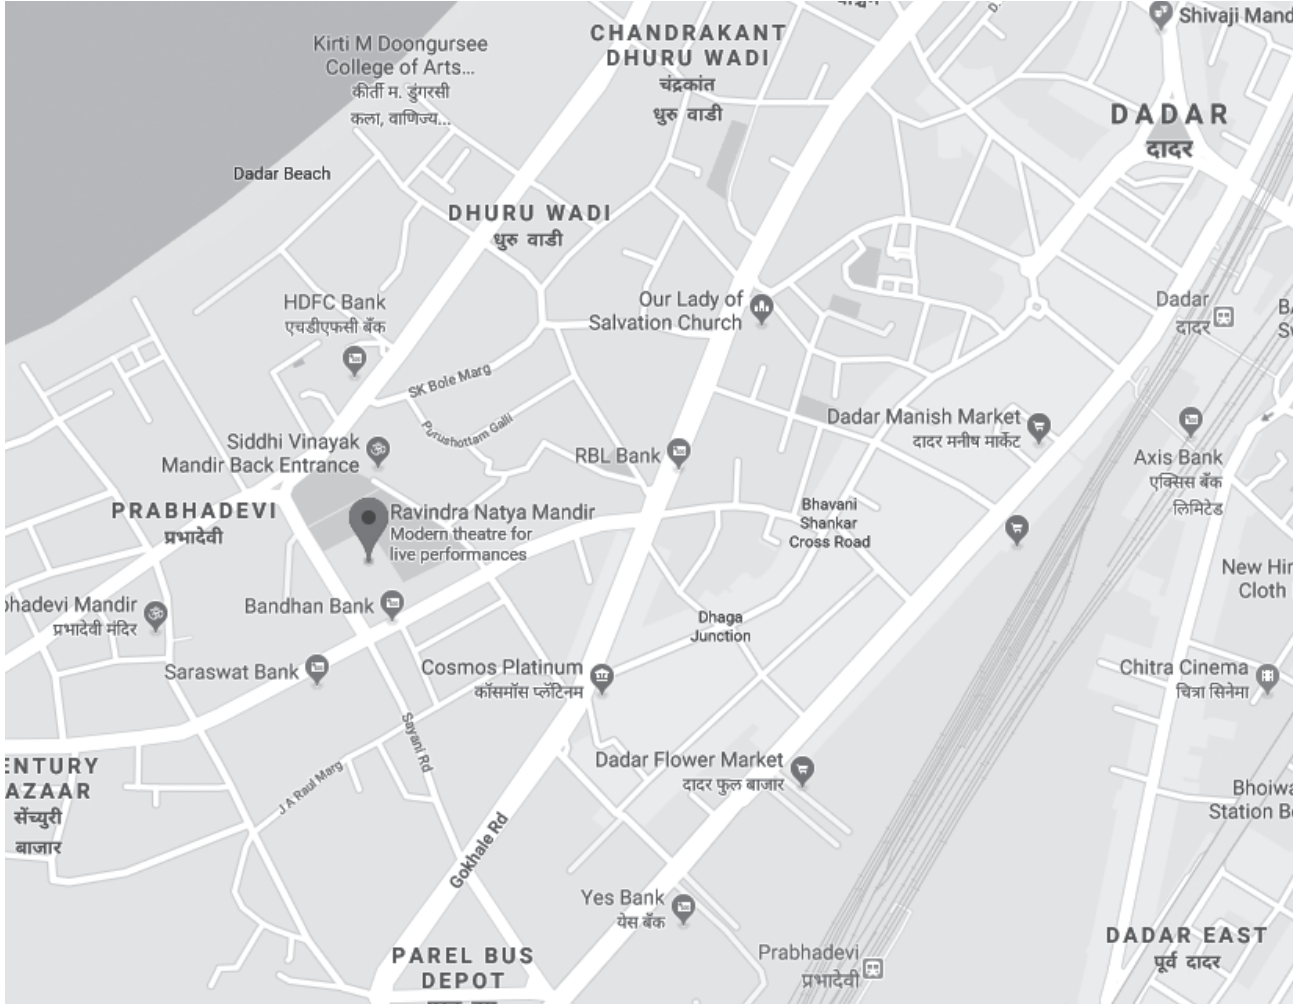 Shivaji Mand
Kirti M Doongursee
College of Arts...
कीर्ती म. डुंगरसी
कला, वाणिज्य...
CHANDRAKANT
DHURU WADI
चंद्रकांत
धुरु वाडी
DADAR
दादर
Dadar Beach
DHURU WADI
धुरु वाडी
HDFC Bank
एचडीएफसी बँक
Our Lady of
Salvation Church
Dadar
दादर
SK Bole Marg
Purushottam Galli
Dadar Manish Market
दादर मनीष मार्केट
Siddhi Vinayak
Mandir Back Entrance
RBL Bank
Axis Bank
एक्सिस बँक
लिमिटेड
PRABHADEVI
प्रभादेवी
Ravindra Natya Mandir
Modern theatre for
live performances
Bhavani
Shankar
Cross Road
New Hin
Cloth
bhadevi Mandir
प्रभादेवी मंदिर
Bandhan Bank
Dhaga
Junction
Saraswat Bank
Cosmos Platinum
कॉसमॉस प्लॅटिनम
Chitra Cinema
चित्रा सिनेमा
Sayani Rd
ENTURY
AZAAR
सेंच्युरी
बाजार
J A Raul Marg
Dadar Flower Market
दादर फुल बाजार
Bhoiwa
Station Bo
Gokhale Rd
Yes Bank
येस बँक
PAREL BUS
DEPOT
Prabhadevi
प्रभादेवी
DADAR EAST
पूर्व दादर